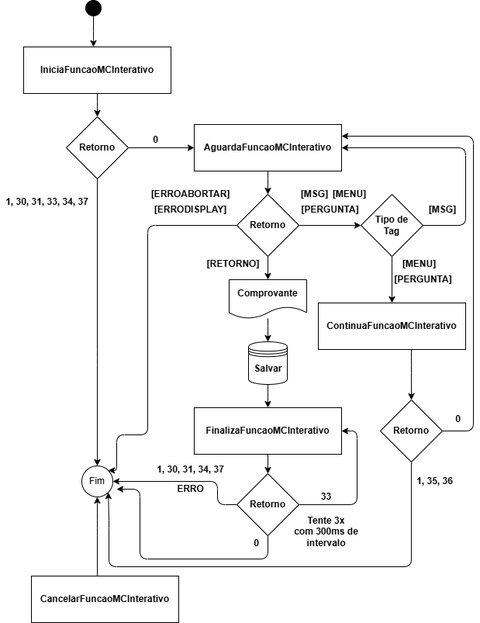 IniciaFuncaoMCInterativo
Retorno
0
AguardaFuncaoMCInterativo
1, 30, 31, 33, 34, 37
[ERROABORTAR]
[ERRODISPLAY]
Retorno
[MSG] [MENU]
[PERGUNTA]
Tipo de
Tag
[MSG]
[RETORNO]
[MENU]
[PERGUNTA]
Comprovante
ContinuaFuncaoMCInterativo
Salvar
FinalizaFuncaoMCInterativo
Retorno
0
1, 30, 31, 34, 37
ERRO
Fim
Retorno
33
1, 35, 36
Tente 3x
com 300ms de
intervalo
0
CancelarFuncaoMCInterativo